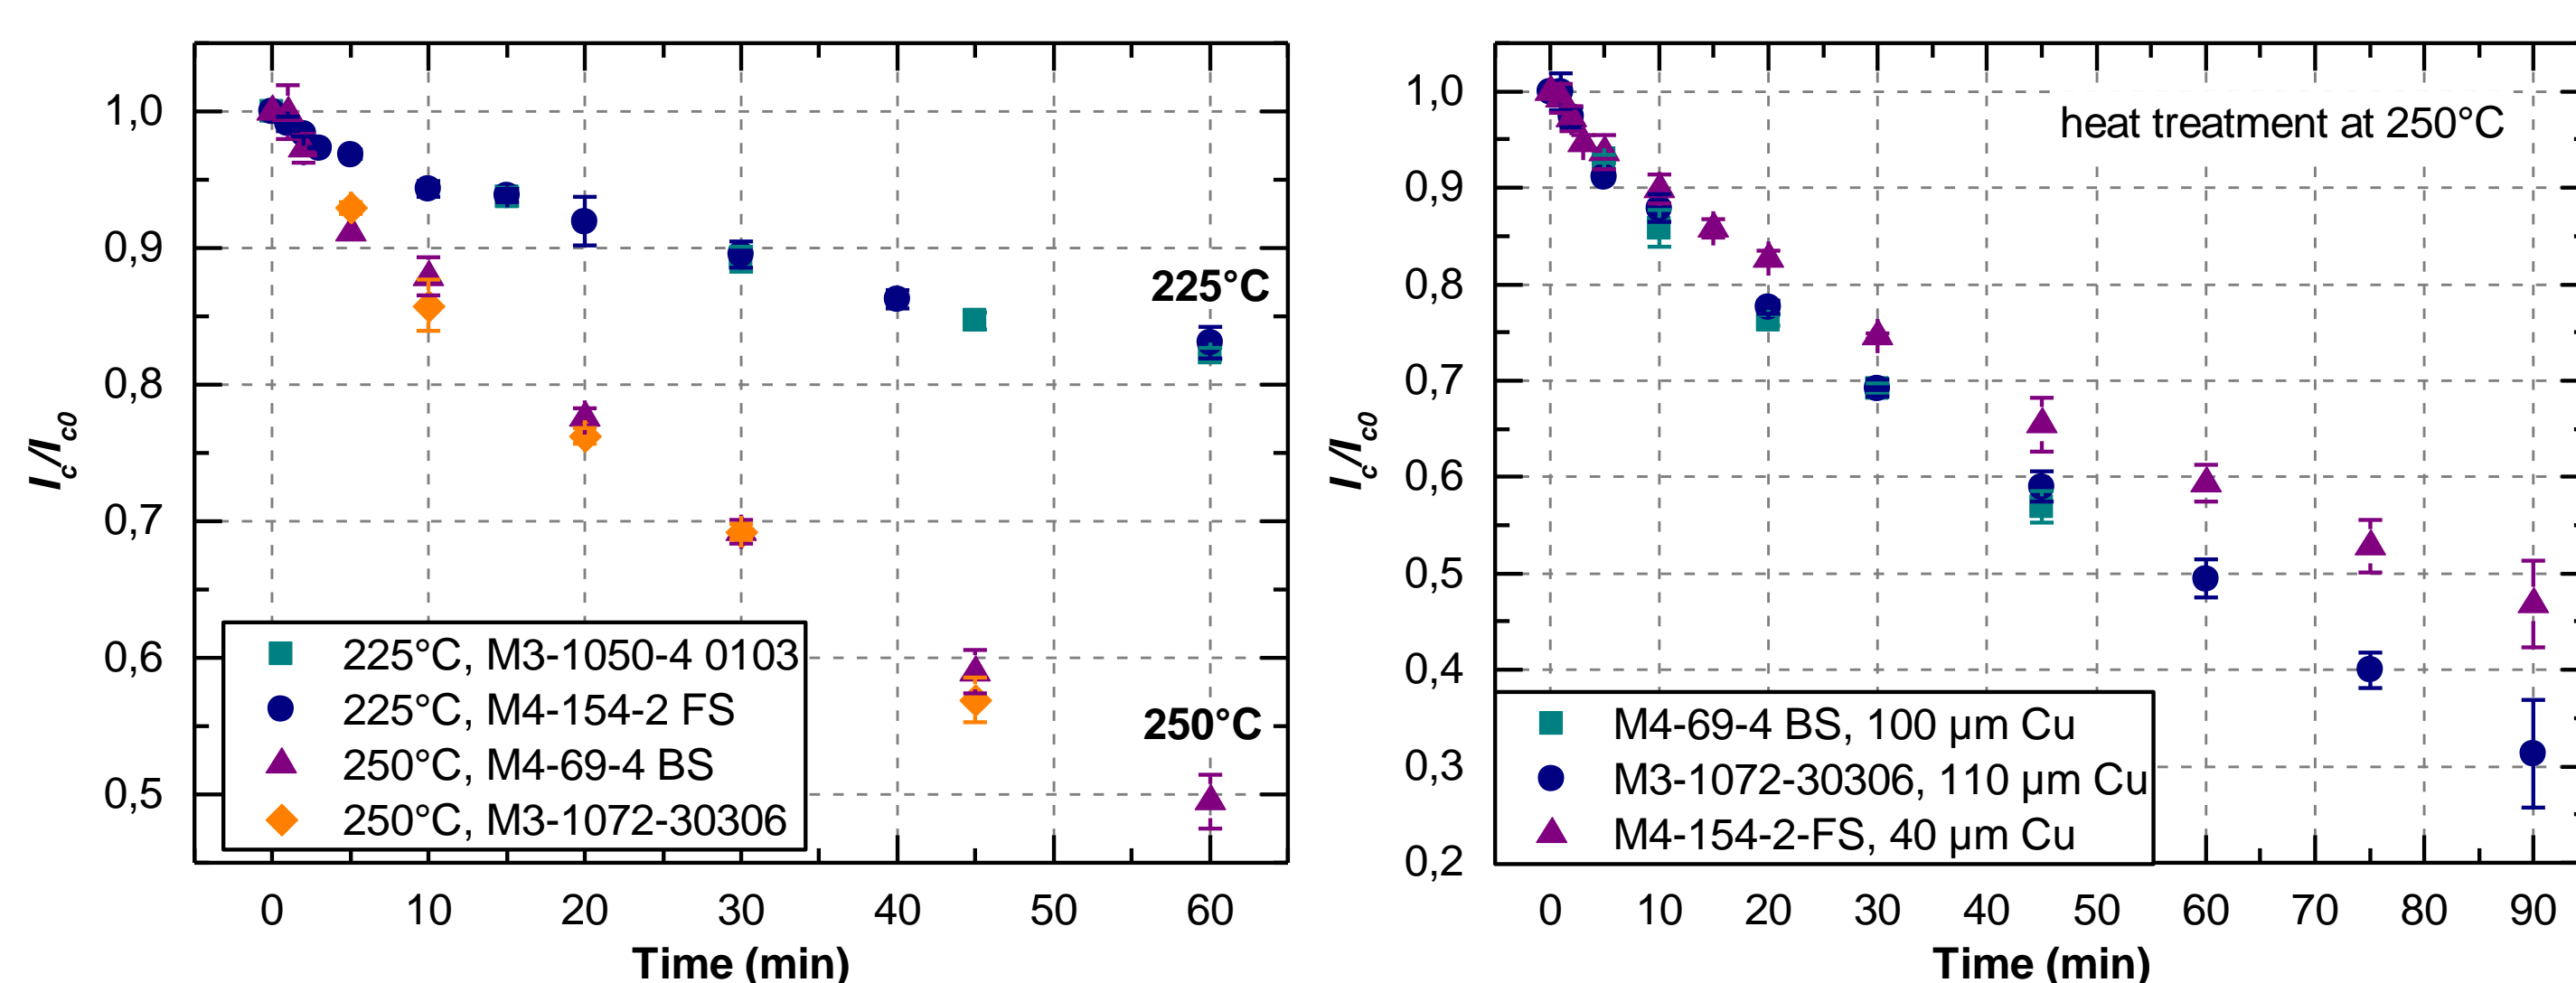 1,0
0,9
0,8
0,7
0,6
0,5
Ic/Ic0
225°C
250°C
225°C, M3-1050-4 0103
225°C, M4-154-2 FS
250°C, M4-69-4 BS
250°C, M3-1072-30306
0 10 20 30 40 50 60
Time (min)
1,0
0,9
0,8
0,7
0,6
0,5
0,4
0,3
0,2
Ic/Ic0
heat treatment at 250°C
M4-69-4 BS, 100 µm Cu
M3-1072-30306, 110 µm Cu
M4-154-2-FS, 40 µm Cu
0 10 20 30 40 50 60 70 80 90
Time (min)